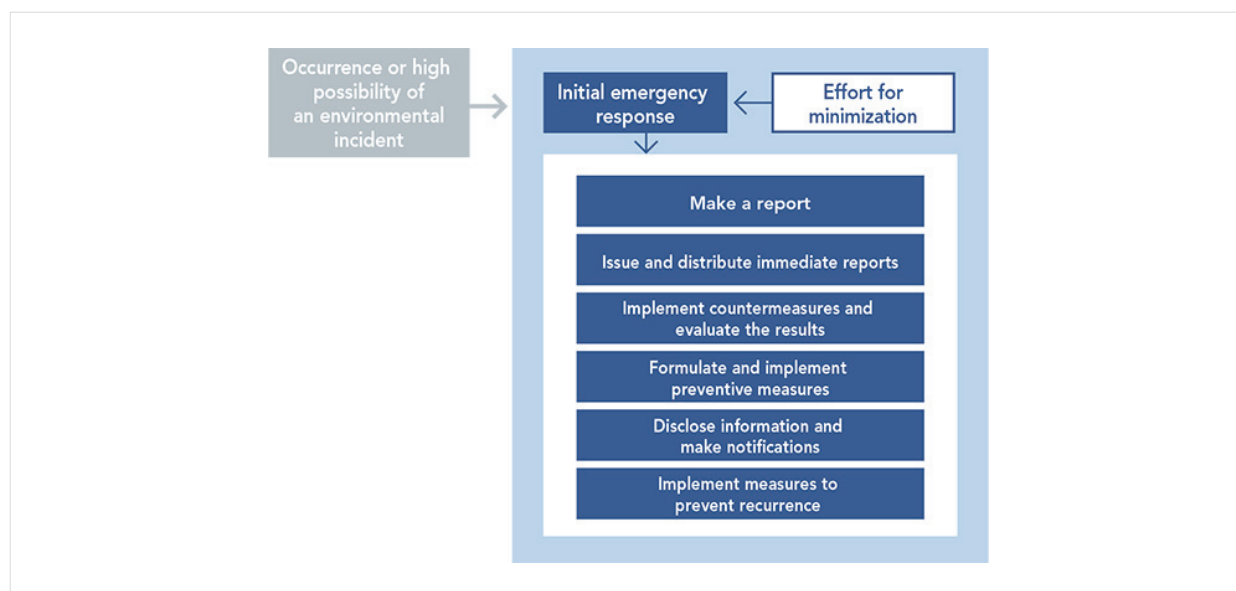 Occurrence or high
possibility of
an environmental
incident
Initial emergency
response
Effort for
minimization
Make a report
Issue and distribute immediate reports
Implement countermeasures and
evaluate the results
Formulate and implement
preventive measures
Disclose information and
make notifications
Implement measures to
prevent recurrence